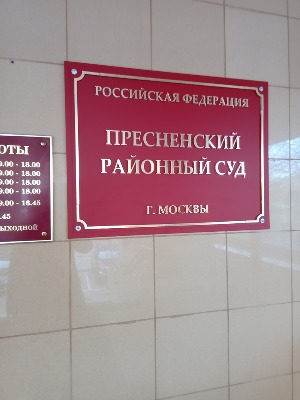 РОССИЙСКАЯ ФЕДЕРАЦИЯ
ПРЕСНЕНСКИЙ
РАЙОННЫЙ СУД
Г. МОСКВЫ
ОТЫ
9.00 - 18.00
9.00 - 18.00
9.00 - 18.00
9.00 - 18.00
9.00 - 16.45
.45
ЫХОДНОЙ